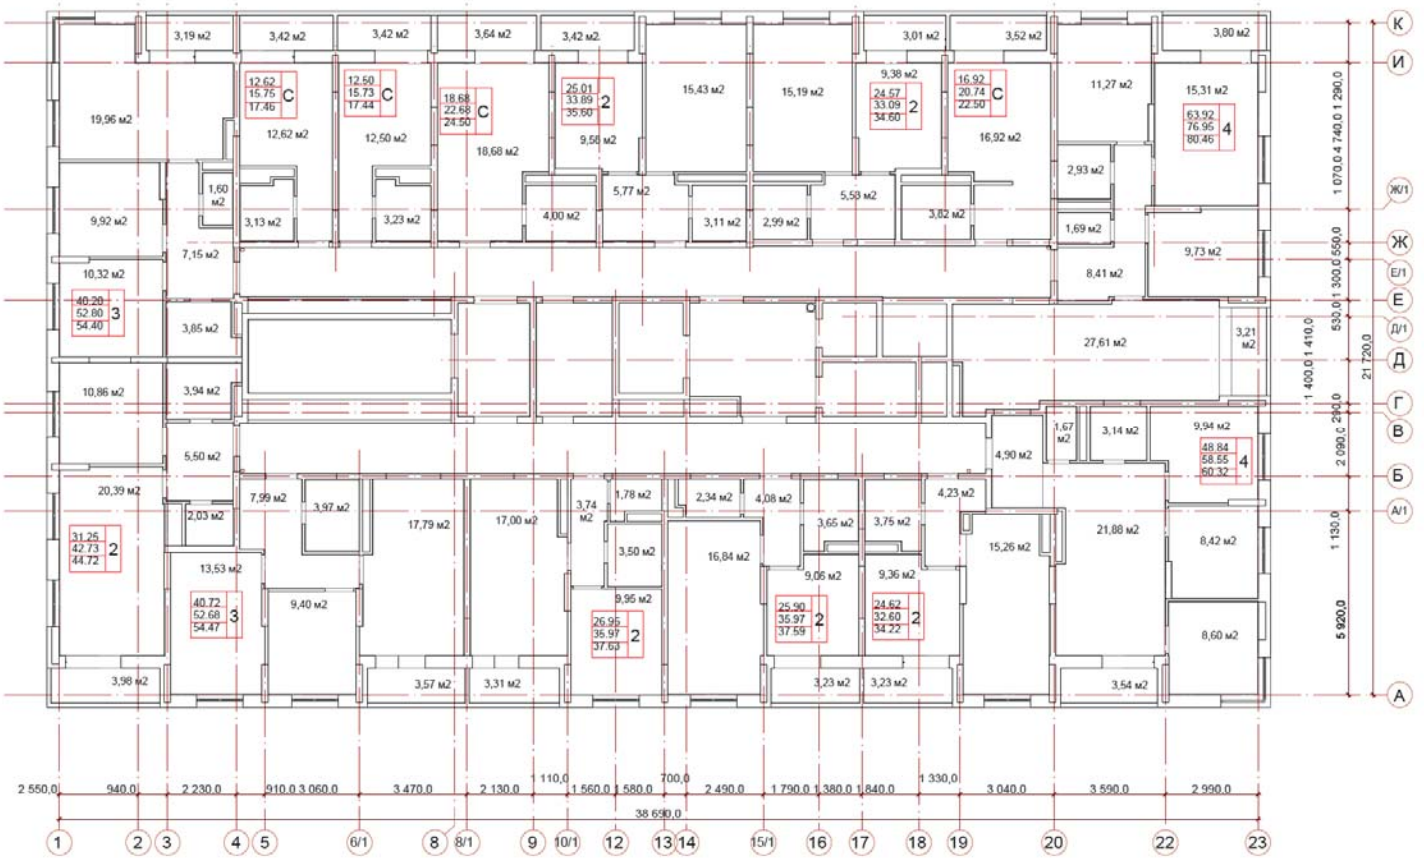 3,19 м2
3,42 м2
3,42 м2
3,64 м2
3,42 м2
3,01 м2
3,52 м2
3,80 м2
К
И
19,96 м2
12.62
15.75
17.46
С
12,62 м2
12.50
15.73
17.44
С
12,50 м2
18.68
22.68
24.50
С
18,68 м2
25.01
33.89
35.60
2
9,58 м2
15,43 м2
15,19 м2
9,38 м2
24.57
33.09
34.60
2
16.92
20.74
22.50
С
16,92 м2
11,27 м2
15,31 м2
63.92
76.95
80.46
4
1 290,0
4 740,0
1 070,0
1,60
м2
3,13 м2
3,23 м2
4,00 м2
5,77 м2
3,11 м2
2,99 м2
5,53 м2
3,82 м2
2,93 м2
1,69 м2
Ж/1
9,92 м2
7,15 м2
8,41 м2
9,73 м2
Ж
550,0
Е/1
1 300,0
Е
10,32 м2
40.20
52.80
54.40
3
3,85 м2
27,61 м2
3,21
м2
530,0
Д/1
1 410,0
Д
21 720,0
1 400,0
10,86 м2
3,94 м2
Г
290,0
В
5,50 м2
4,90 м2
1,67
м2
3,14 м2
9,94 м2
48.84
58.55
60.32
4
2 090,0
Б
20,39 м2
2,03 м2
7,99 м2
3,97 м2
17,79 м2
17,00 м2
3,74
м2
1,78 м2
2,34 м2
4,08 м2
3,65 м2
3,75 м2
4,23 м2
А/1
31.25
42.73
44.72
2
13,53 м2
3,50 м2
16,84 м2
15,26 м2
21,88 м2
8,42 м2
1 130,0
40.72
52.68
54.47
3
9,40 м2
9,95 м2
26.95
35.97
37.63
2
9,06 м2
25.90
35.97
37.59
2
9,36 м2
24.62
32.60
34.22
2
8,60 м2
5 920,0
3,98 м2
3,57 м2
3,31 м2
3,23 м2
3,23 м2
3,54 м2
А
1 110,0
700,0
1 330,0
2 550,0
940,0
2 230,0
910,0
3 060,0
3 470,0
2 130,0
1 560,0
1 580,0
2 490,0
1 790,0
1 380,0
1 840,0
3 040,0
3 590,0
2 990,0
38 690,0
1
2
3
4
5
6/1
8
8/1
9
10/1
12
13
14
15/1
16
17
18
19
20
22
23